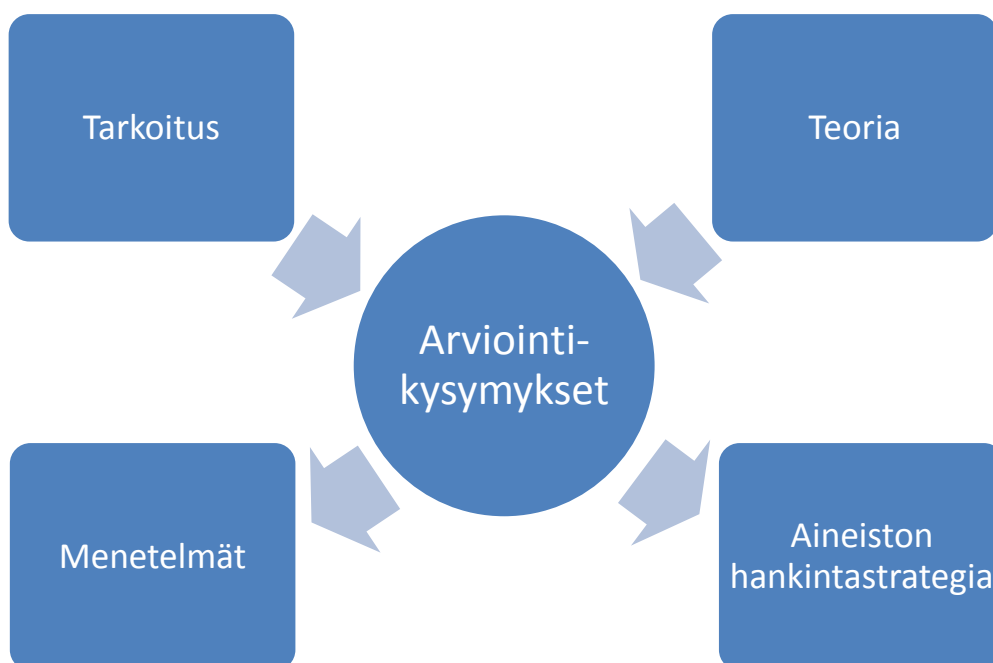 Tarkoitus
Teoria
Arviointi-
kysymykset
Menetelmät
Aineiston
hankintastrategia